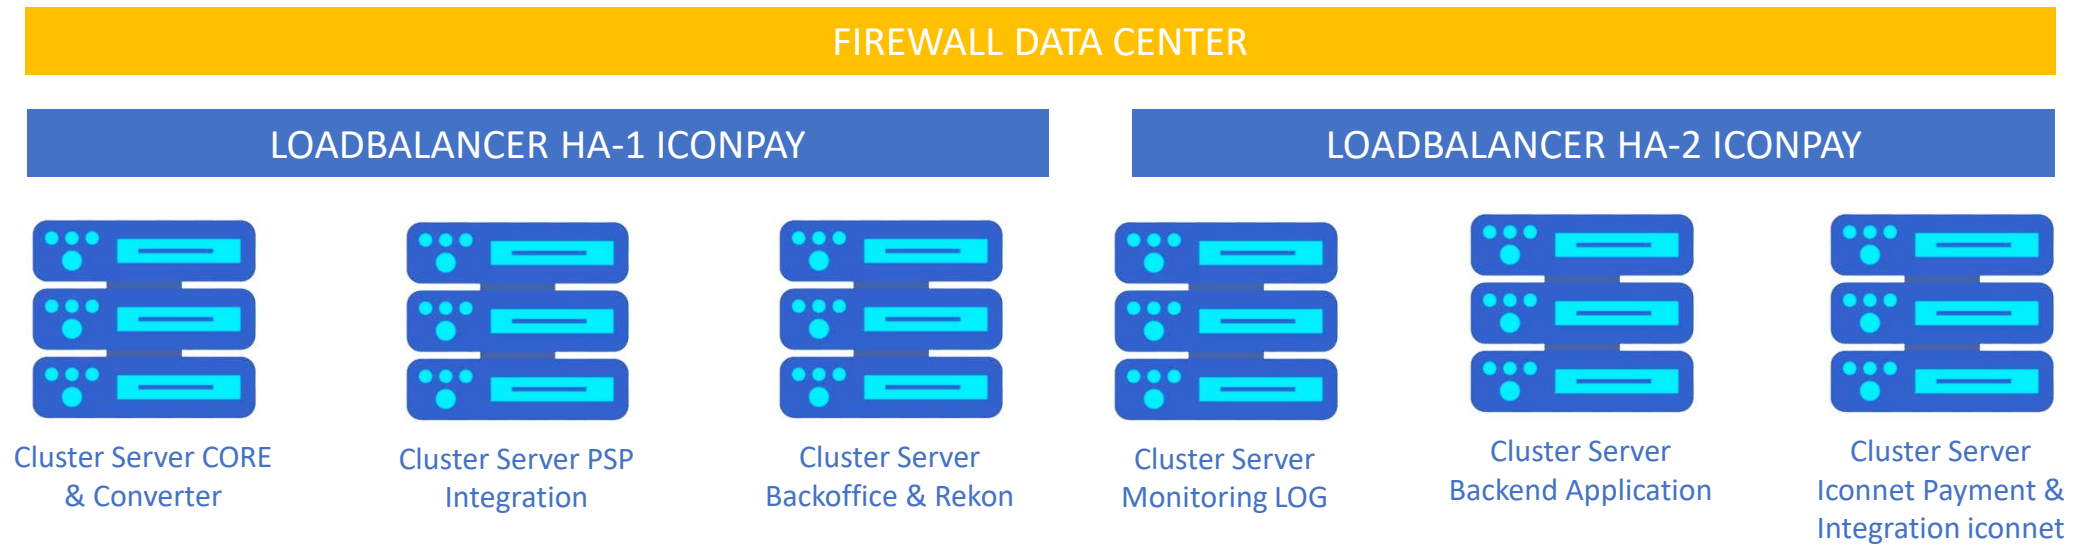 FIREWALL DATA CENTER
LOADBALANCER HA-1 ICONPAY
LOADBALANCER HA-2 ICONPAY
Cluster Server CORE
& Converter
Cluster Server PSP
Integration
Cluster Server
Backoffice & Rekon
Cluster Server
Monitoring LOG
Cluster Server
Backend Application
Cluster Server
Iconnet Payment &
Integration iconnet